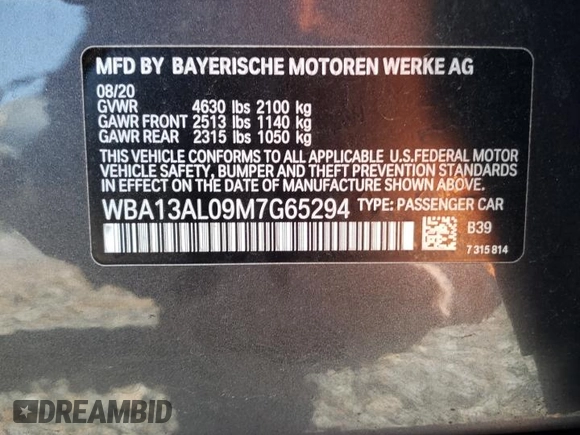 MFD BY BAYERISCHE MOTOREN WERKE AG
08/20
GVWR 4630 lbs 2100 kg
GAWR FRONT 2513 lbs 1140 kg
GAWR REAR 2315 lbs 1050 kg
THIS VEHICLE CONFORMS TO ALL APPLICABLE U.S.FEDERAL MOTOR
VEHICLE SAFETY, BUMPER AND THEFT PREVENTION STANDARDS
IN EFFECT ON THE DATE OF MANUFACTURE SHOWN ABOVE.
WBA13AL09M7G65294 TYPE: PASSENGER CAR
B39
7 315 814
DREAMBID